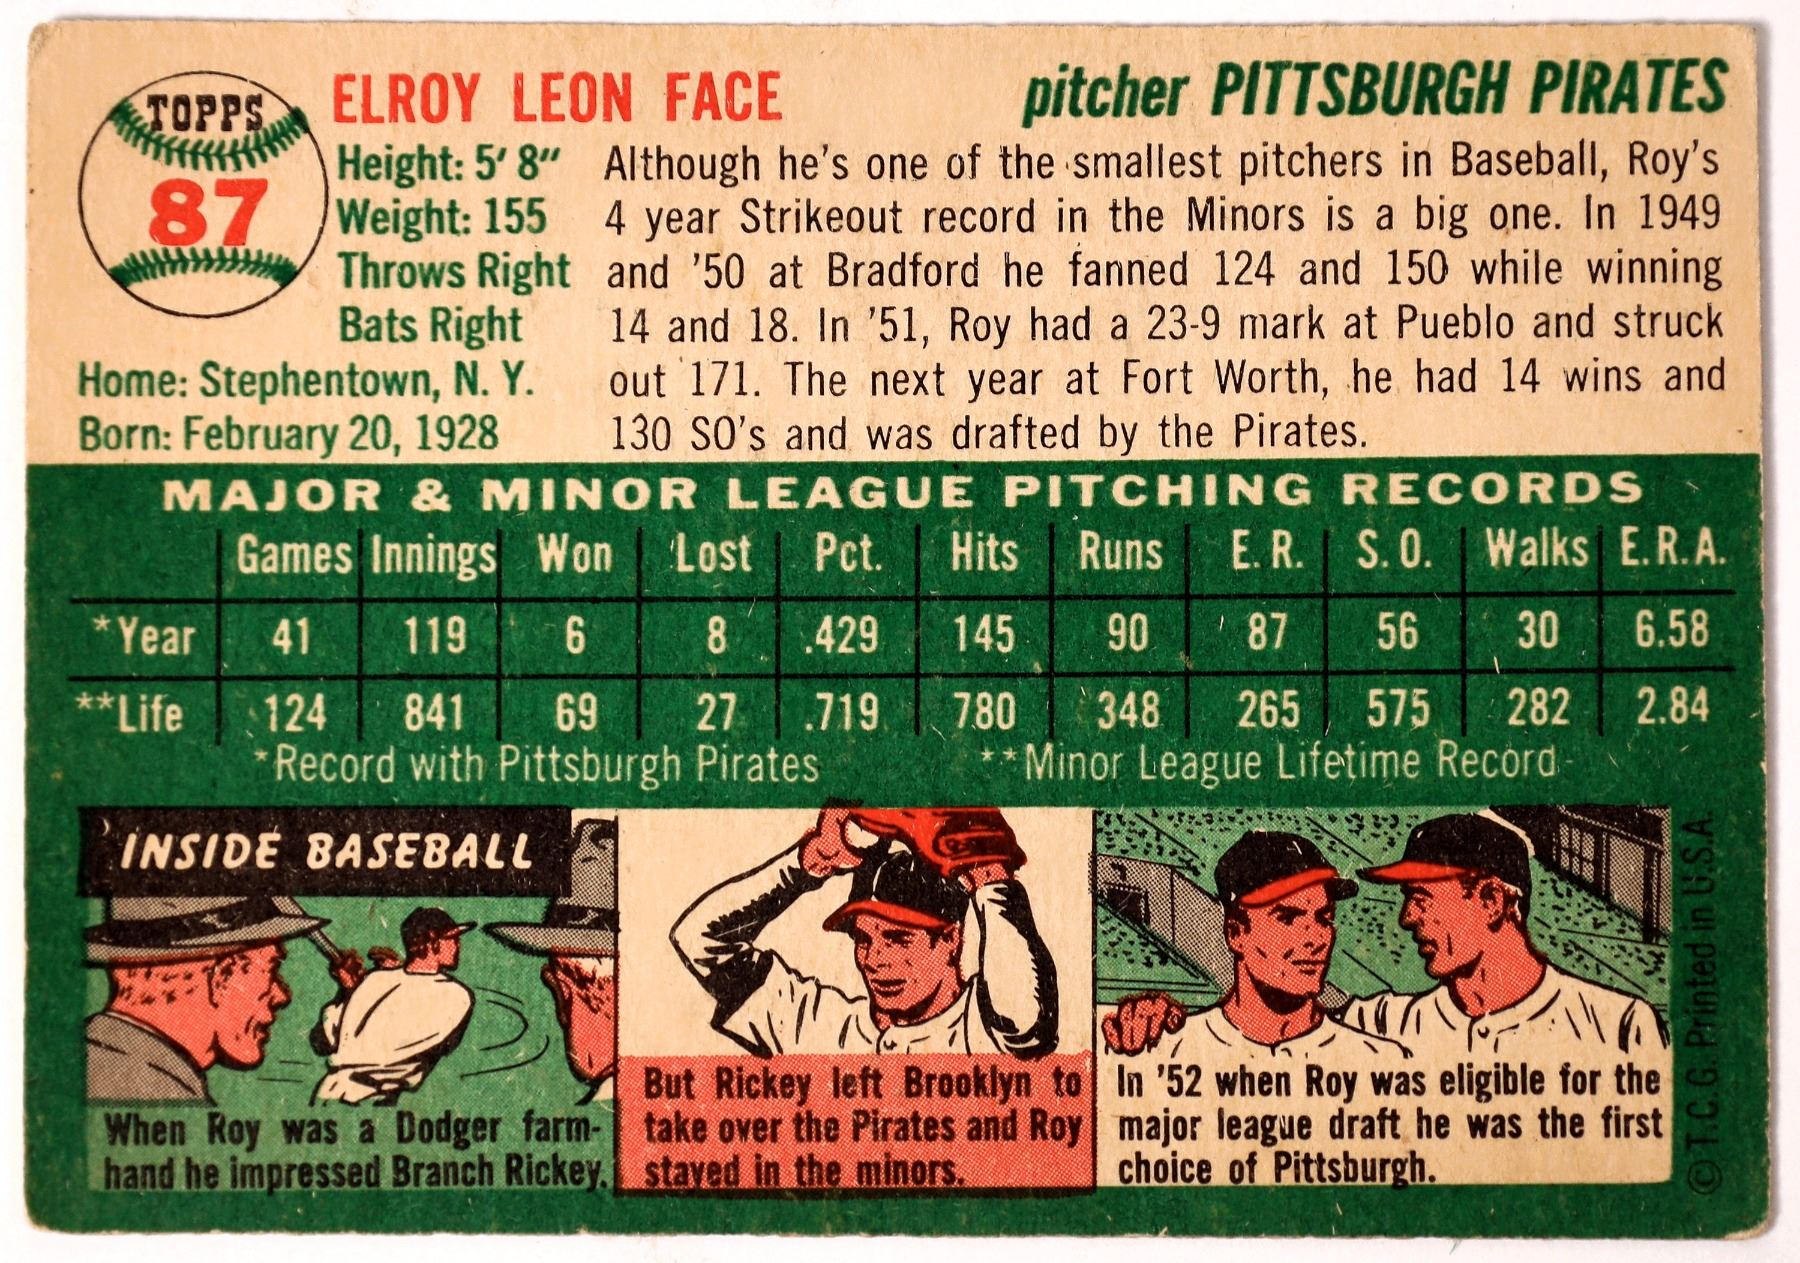 TOPPS
87
ELROY LEON FACE
pitcher PITTSBURGH PIRATES
Height: 5' 8"
Weight: 155
Throws Right
Bats Right
Home: Stephentown, N. Y.
Born: February 20, 1928
Although he's one of the smallest pitchers in Baseball, Roy's
4 year Strikeout record in the Minors is a big one. In 1949
and '50 at Bradford he fanned 124 and 150 while winning
14 and 18. In '51, Roy had a 23-9 mark at Pueblo and struck
out 171. The next year at Fort Worth, he had 14 wins and
130 SO's and was drafted by the Pirates.
MAJOR & MINOR LEAGUE PITCHING RECORDS
Games Innings Won Lost Pct. Hits Runs E. R. S. O. Walks E.R.A.
*Year 41 119 6 8 .429 145 90 87 56 30 6.58
**Life 124 841 69 27 .719 780 348 265 575 282 2.84
*Record with Pittsburgh Pirates **Minor League Lifetime Record
INSIDE BASEBALL
When Roy was a Dodger farm-
hand he impressed Branch Rickey.
But Rickey left Brooklyn to
take over the Pirates and Roy
stayed in the minors.
In '52 when Roy was eligible for the
major league draft he was the first
choice of Pittsburgh.
© T.C.G. Printed in U.S.A.